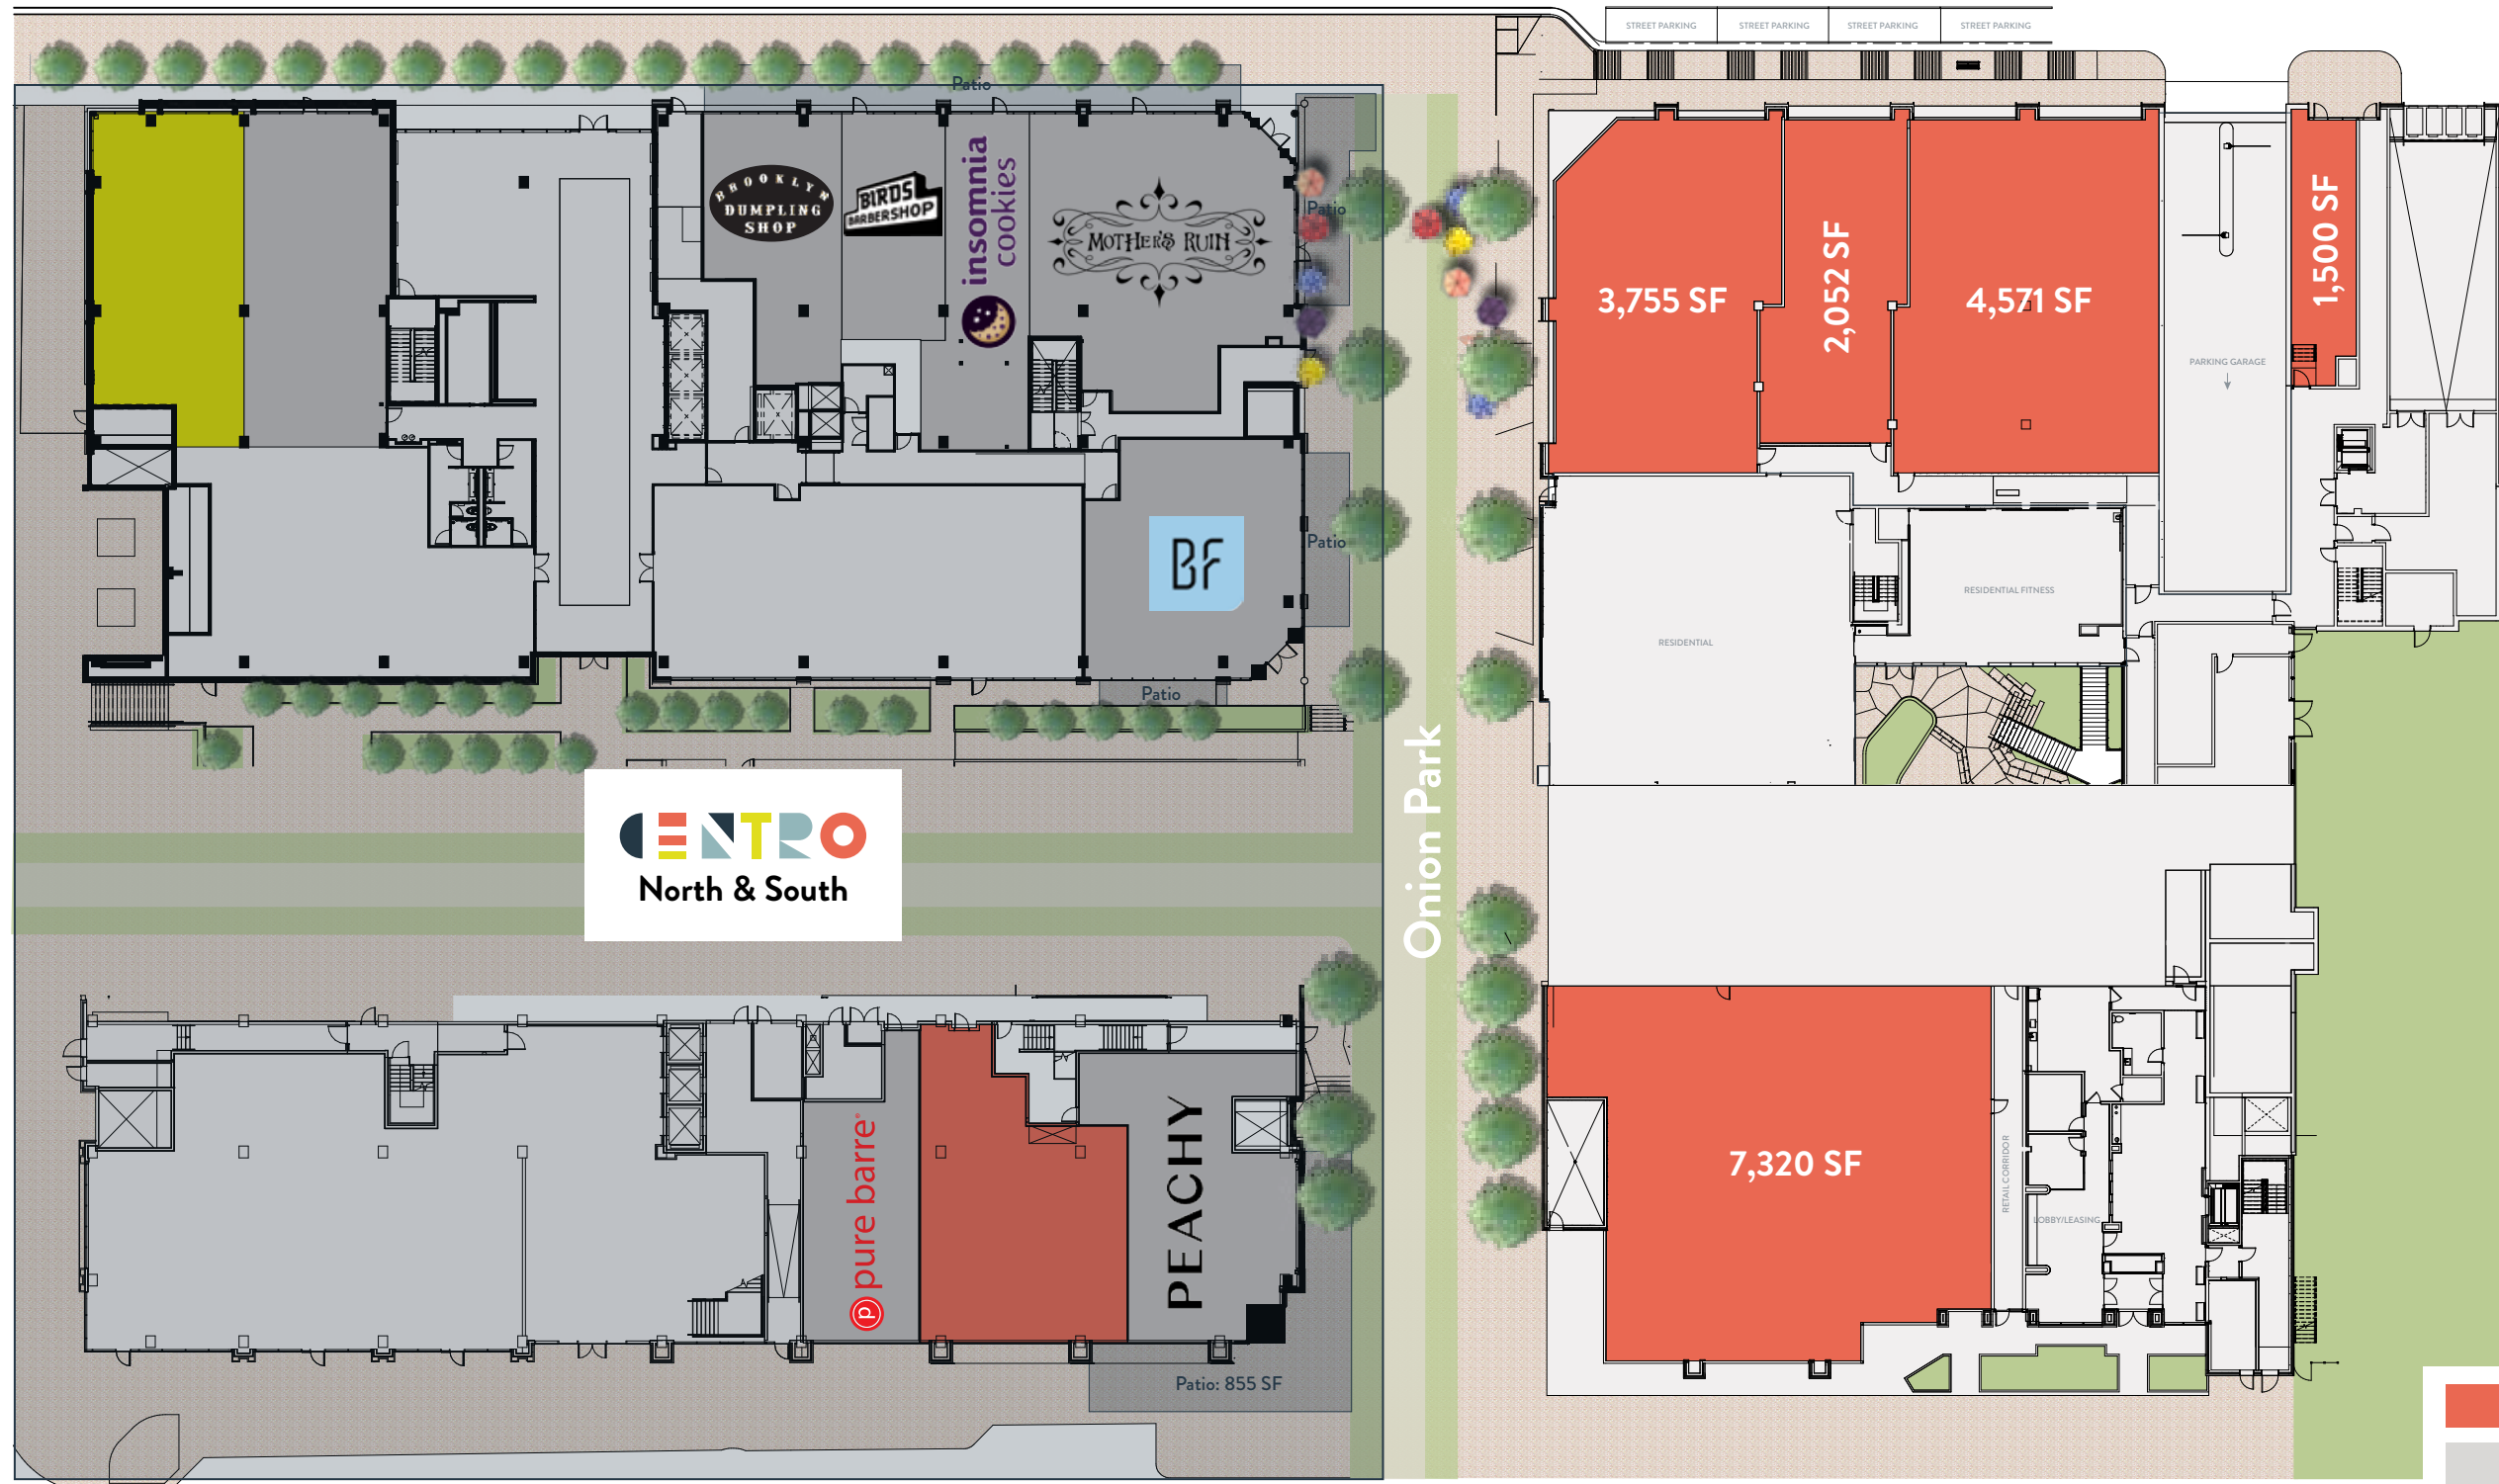 STREET PARKING
STREET PARKING
STREET PARKING
STREET PARKING
Patio
BROOKLYN
DUMPLING
SHOP
BIRDS
BARBERSHOP
insomnia
cookies
MOTHER'S RUIN
Patio
3,755 SF
2,052 SF
4,571 SF
1,500 SF
PARKING GARAGE
BF
Patio
RESIDENTIAL FITNESS
RESIDENTIAL
Patio
CENTRO
North & South
Onion Park
p pure barre®
PEACHY
7,320 SF
RETAIL CORRIDOR
LOBBY/LEASING
Patio: 855 SF